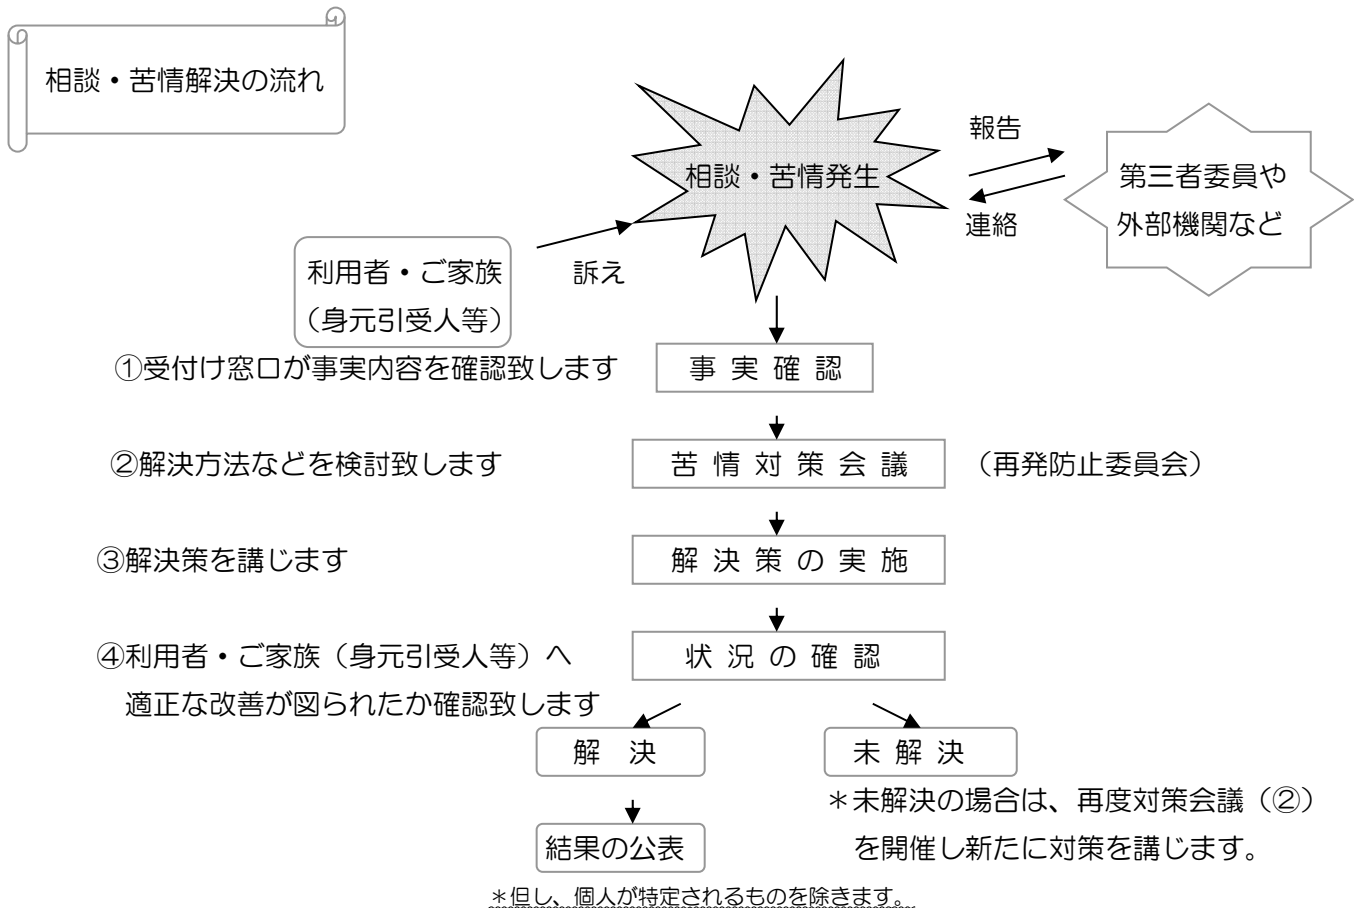 相談・苦情解決の流れ
報告
相談・苦情発生
第三者委員や
外部機関など
連絡
利用者・ご家族
（身元引受人等）
訴え
①受付け窓口が事実内容を確認致します
事実確認
②解決方法などを検討致します
苦情対策会議
（再発防止委員会）
③解決策を講じます
解決策の実施
④利用者・ご家族（身元引受人等）へ
適正な改善が図られたか確認致します
状況の確認
解　決
未解決
＊未解決の場合は、再度対策会議（②）
を開催し新たに対策を講じます。
結果の公表
＊但し、個人が特定されるものを除きます。